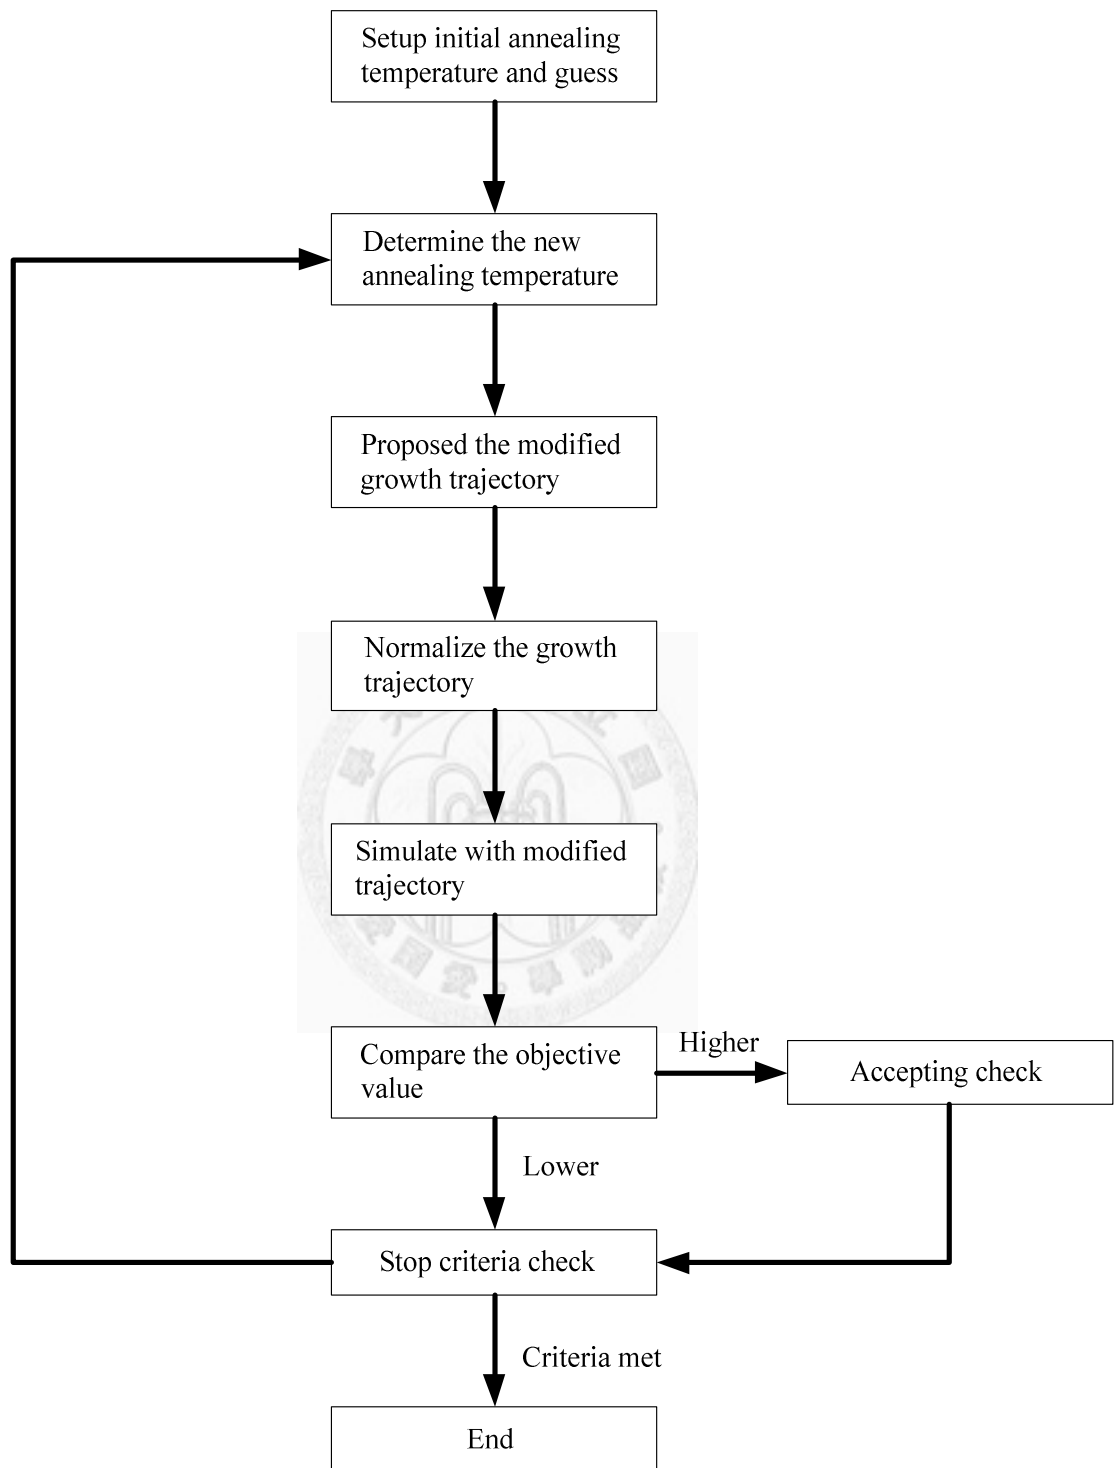 Setup initial annealing
temperature and guess
Determine the new
annealing temperature
Proposed the modified
growth trajectory
Normalize the growth
trajectory
Simulate with modified
trajectory
Compare the objective
value
Higher
Accepting check
Lower
Stop criteria check
Criteria met
End